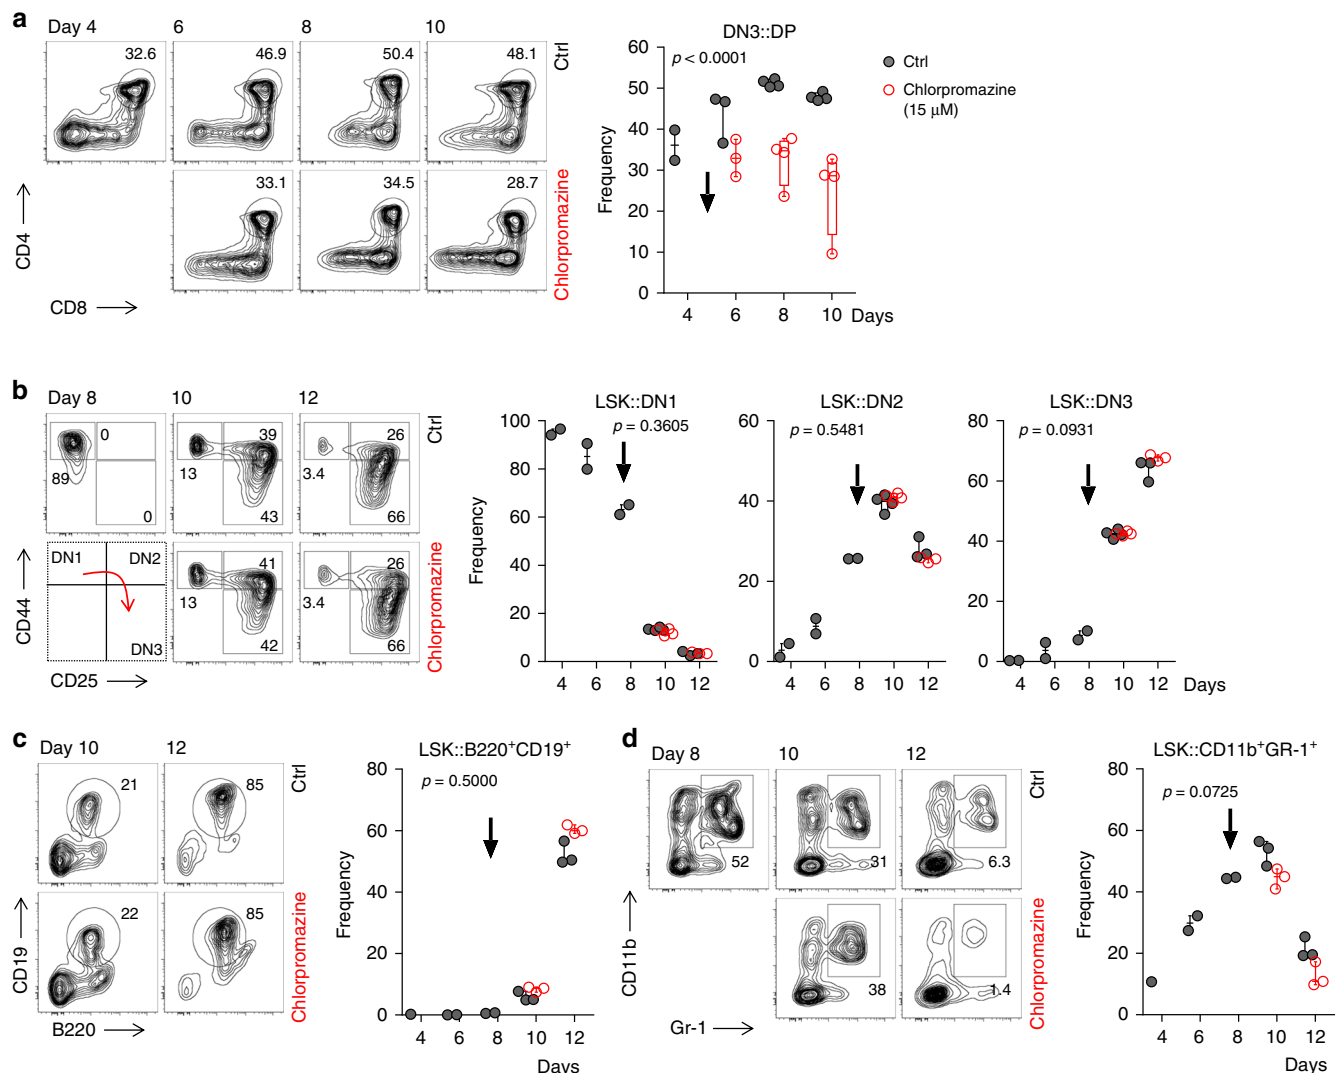 a
Day 4 6 8 10
32.6 46.9 50.4 48.1
Ctrl
33.1 34.5 28.7
Chlorpromazine
CD4
CD8
DN3::DP
p < 0.0001
Ctrl
Chlorpromazine
(15 μM)
Frequency
60
50
40
30
20
10
0
4 6 8 10 Days
b
Day 8 10 12
0 39 26
89 13 3.4
0 43 66
Ctrl
DN1 DN2
DN3
41 26
13 3.4
42 66
Chlorpromazine
CD44
CD25
LSK::DN1
p = 0.3605
Frequency
100
80
60
40
20
0
4 6 8 10 12
LSK::DN2
p = 0.5481
60
40
20
0
4 6 8 10 12
LSK::DN3
p = 0.0931
80
60
40
20
0
4 6 8 10 12 Days
c
Day 10 12
21 85
Ctrl
22 85
Chlorpromazine
CD19
B220
LSK::B220+CD19+
p = 0.5000
Frequency
80
60
40
20
0
4 6 8 10 12
Days
d
Day 8 10 12
52 31 6.3
Ctrl
38 1.4
Chlorpromazine
CD11b
Gr-1
LSK::CD11b+GR-1+
p = 0.0725
Frequency
80
60
40
20
0
4 6 8 10 12
Days